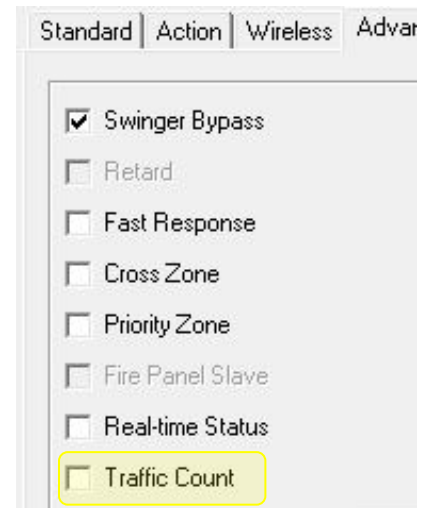 Standard Action Wireless Advan
Swinger Bypass
Retard
Fast Response
Cross Zone
Priority Zone
Fire Panel Slave
Real-time Status
Traffic Count